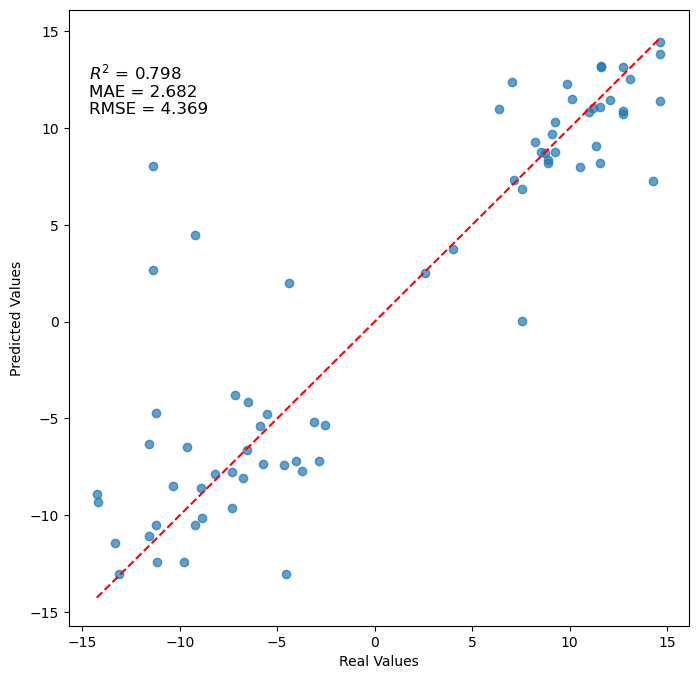 R² = 0.798
MAE = 2.682
RMSE = 4.369
15
10
5
0
−5
−10
−15
Predicted Values
−15 −10 −5 0 5 10 15
Real Values